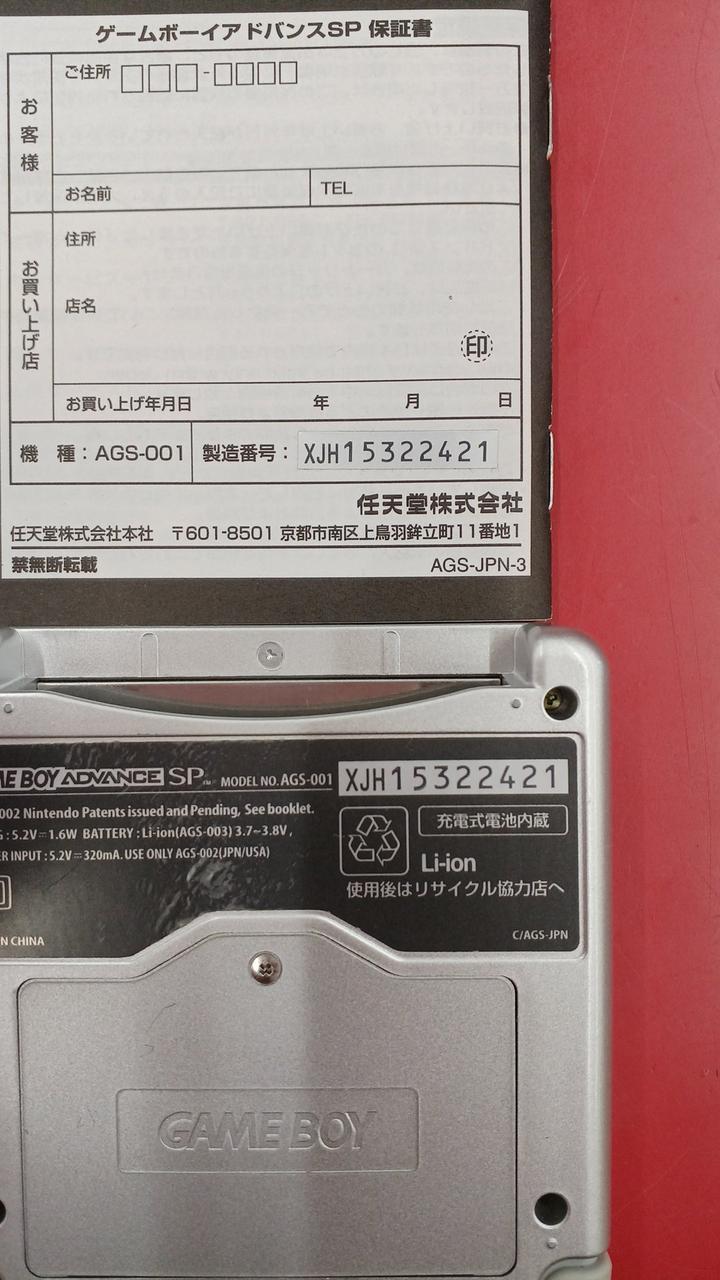 ゲームボーイアドバンスSP 保証書
お客様
ご住所 □□□-□□□□
お名前
TEL
お買い上げ店
住所
店名
印
お買い上げ年月日 年 月 日
機 種：AGS-001 製造番号：XJH15322421
任天堂株式会社
任天堂株式会社本社 〒601-8501 京都市南区上鳥羽鉾立町11番地1
禁無断転載 AGS-JPN-3
ME BOY ADVANCE SP™ MODEL NO. AGS-001 XJH15322421
002 Nintendo Patents issued and Pending, See booklet.
G : 5.2V⎓1.6W BATTERY : Li-ion(AGS-003) 3.7~3.8V,
ER INPUT : 5.2V⎓320mA. USE ONLY AGS-002(JPN/USA)
充電式電池内蔵
Li-ion
使用後はリサイクル協力店へ
N CHINA
C/AGS-JPN
GAME BOY